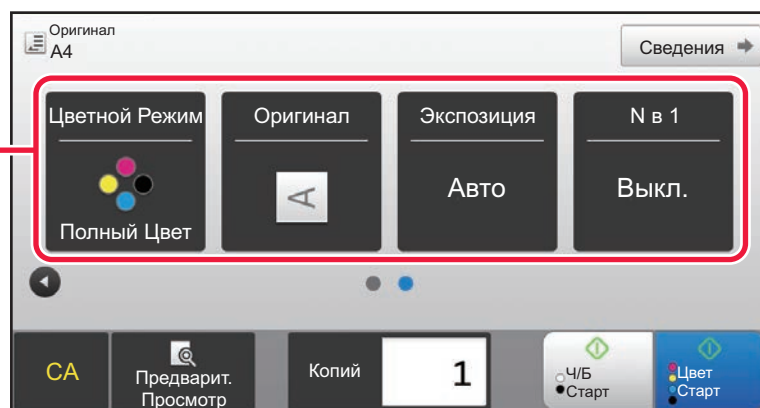 Оригинал
A4
Сведения
Цветной Режим
Оригинал
Экспозиция
N в 1
A
Авто
Выкл.
Полный Цвет
CA
Предварит.
Просмотр
Копий
1
Ч/Б
Старт
Цвет
Старт